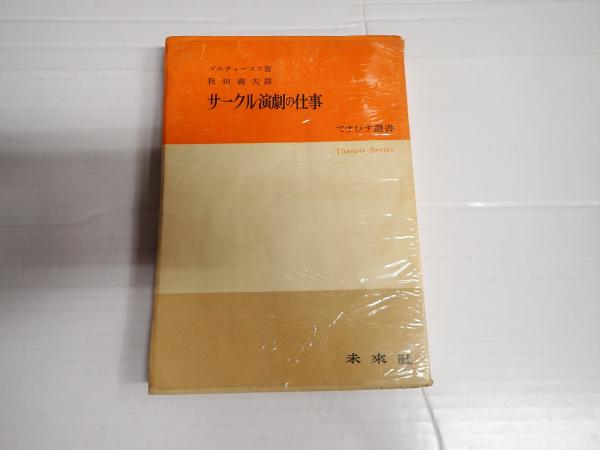 ゴルチャーコフ著
秋田義夫譯
サークル演劇の仕事
てすぴす叢書
Thespis Series
未來社